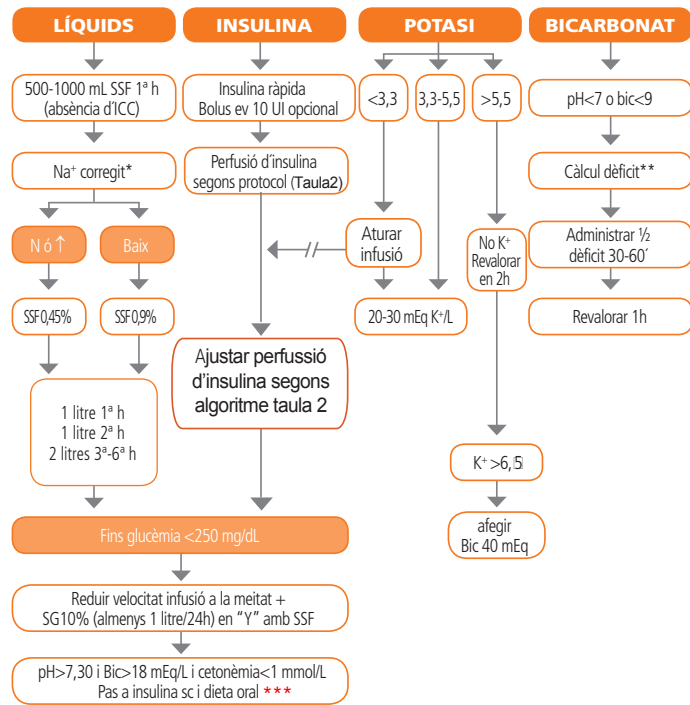 LÍQUIDS
500-1000 mL SSF 1ª h
(absència d´ICC)
Na⁺ corregit*
N ó ↑
Baix
SSF0,45%
SSF0,9%
1 litre 1ª h
1 litre 2ª h
2 litres 3ª-6ª h
INSULINA
Insulina ràpida
Bolus ev 10 UI opcional
Perfusió d´insulina
segons protocol (Taula2)
Ajustar perfussió
d’insulina segons
algoritme taula 2
Fins glucèmia <250 mg/dL
Reduir velocitat infusió a la meitat +
SG10% (almenys 1 litre/24h) en “Y” amb SSF
pH>7,30 i Bic>18 mEq/L i cetonèmia<1 mmol/L
Pas a insulina sc i dieta oral ***
POTASI
<3,3
3,3-5,5
>5,5
Aturar
infusió
20-30 mEq K⁺/L
No K⁺
Revalorar
en 2h
K⁺ >6,5
afegir
Bic 40 mEq
BICARBONAT
pH<7 o bic<9
Càlcul dèficit**
Administrar ½
dèficit 30-60´
Revalorar 1h